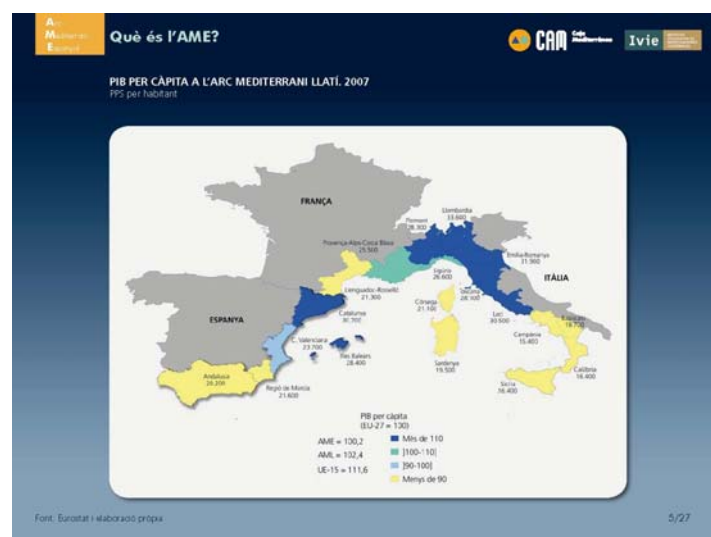 Arc
Mediterrani
Espanyol
Què és l'AME?
CAM Caja Mediterráneo
Ivie
PIB PER CÀPITA A L'ARC MEDITERRANI LLATÍ. 2007
PPS per habitant
FRANÇA
Llombardia
33.600
Piemont
28.300
Provença-Alps-Costa Blava
25.500
Emília-Romanya
31.900
Ligúria
26.600
ITÀLIA
Toscana
28.100
Llenguadoc-Rosselló
21.300
Còrsega
21.100
Catalunya
Laci
30.500
ESPANYA
C. Valenciana
23.700
Illes Balears
28.400
Campània
16.400
Andalusia
20.200
Regió de Múrcia
21.600
Sardenya
19.500
Calàbria
16.400
Sicília
16.400
PIB per càpita
(EU-27 = 100)
AME = 100,2
AML = 102,4
UE-15 = 111,6
Més de 110
]100-110]
]90-100]
Menys de 90
Font: Eurostat i elaboració pròpia
5/27